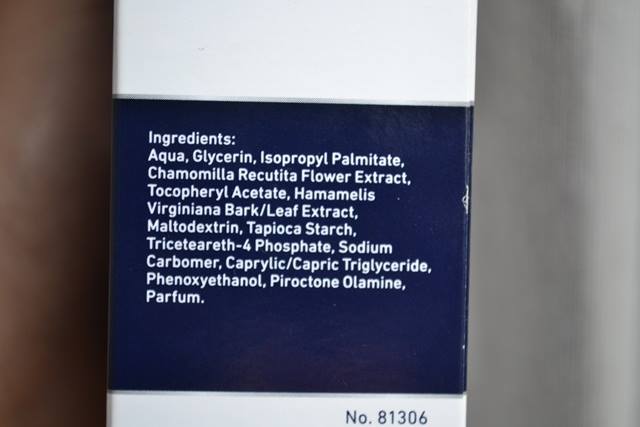 Ingredients:
Aqua, Glycerin, Isopropyl Palmitate,
Chamomilla Recutita Flower Extract,
Tocopheryl Acetate, Hamamelis
Virginiana Bark/Leaf Extract,
Maltodextrin, Tapioca Starch,
Triceteareth-4 Phosphate, Sodium
Carbomer, Caprylic/Capric Triglyceride,
Phenoxyethanol, Piroctone Olamine,
Parfum.
No. 81306